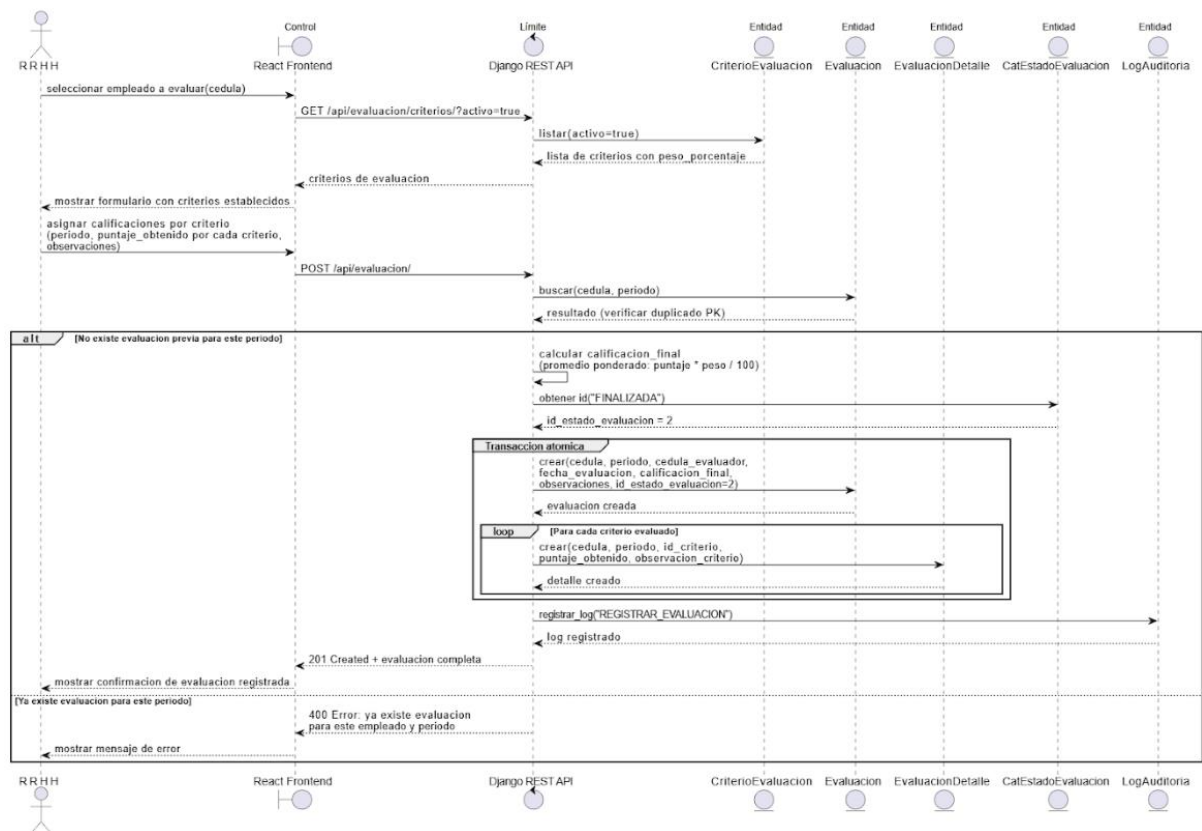 Control
Límite
Entidad
Entidad
Entidad
Entidad
Entidad
RRHH
React Frontend
Django REST API
CriterioEvaluacion
Evaluacion
EvaluacionDetalle
CatEstadoEvaluacion
LogAuditoria
seleccionar empleado a evaluar(cedula)
GET /api/evaluacion/criterios/?activo=true
listar(activo=true)
lista de criterios con peso_porcentaje
criterios de evaluacion
mostrar formulario con criterios establecidos
asignar calificaciones por criterio
(periodo, puntaje_obtenido por cada criterio,
observaciones)
POST /api/evaluacion/
buscar(cedula, periodo)
resultado (verificar duplicado PK)
alt
[No existe evaluacion previa para este periodo]
calcular calificacion_final
(promedio ponderado: puntaje * peso / 100)
obtener id("FINALIZADA")
id_estado_evaluacion = 2
Transaccion atomica
crear(cedula, periodo, cedula_evaluador,
fecha_evaluacion, calificacion_final,
observaciones, id_estado_evaluacion=2)
evaluacion creada
loop
[Para cada criterio evaluado]
crear(cedula, periodo, id_criterio,
puntaje_obtenido, observacion_criterio)
detalle creado
registrar_log("REGISTRAR_EVALUACION")
log registrado
201 Created + evaluacion completa
mostrar confirmacion de evaluacion registrada
[Ya existe evaluacion para este periodo]
400 Error: ya existe evaluacion
para este empleado y periodo
mostrar mensaje de error
RRHH
React Frontend
Django REST API
CriterioEvaluacion
Evaluacion
EvaluacionDetalle
CatEstadoEvaluacion
LogAuditoria